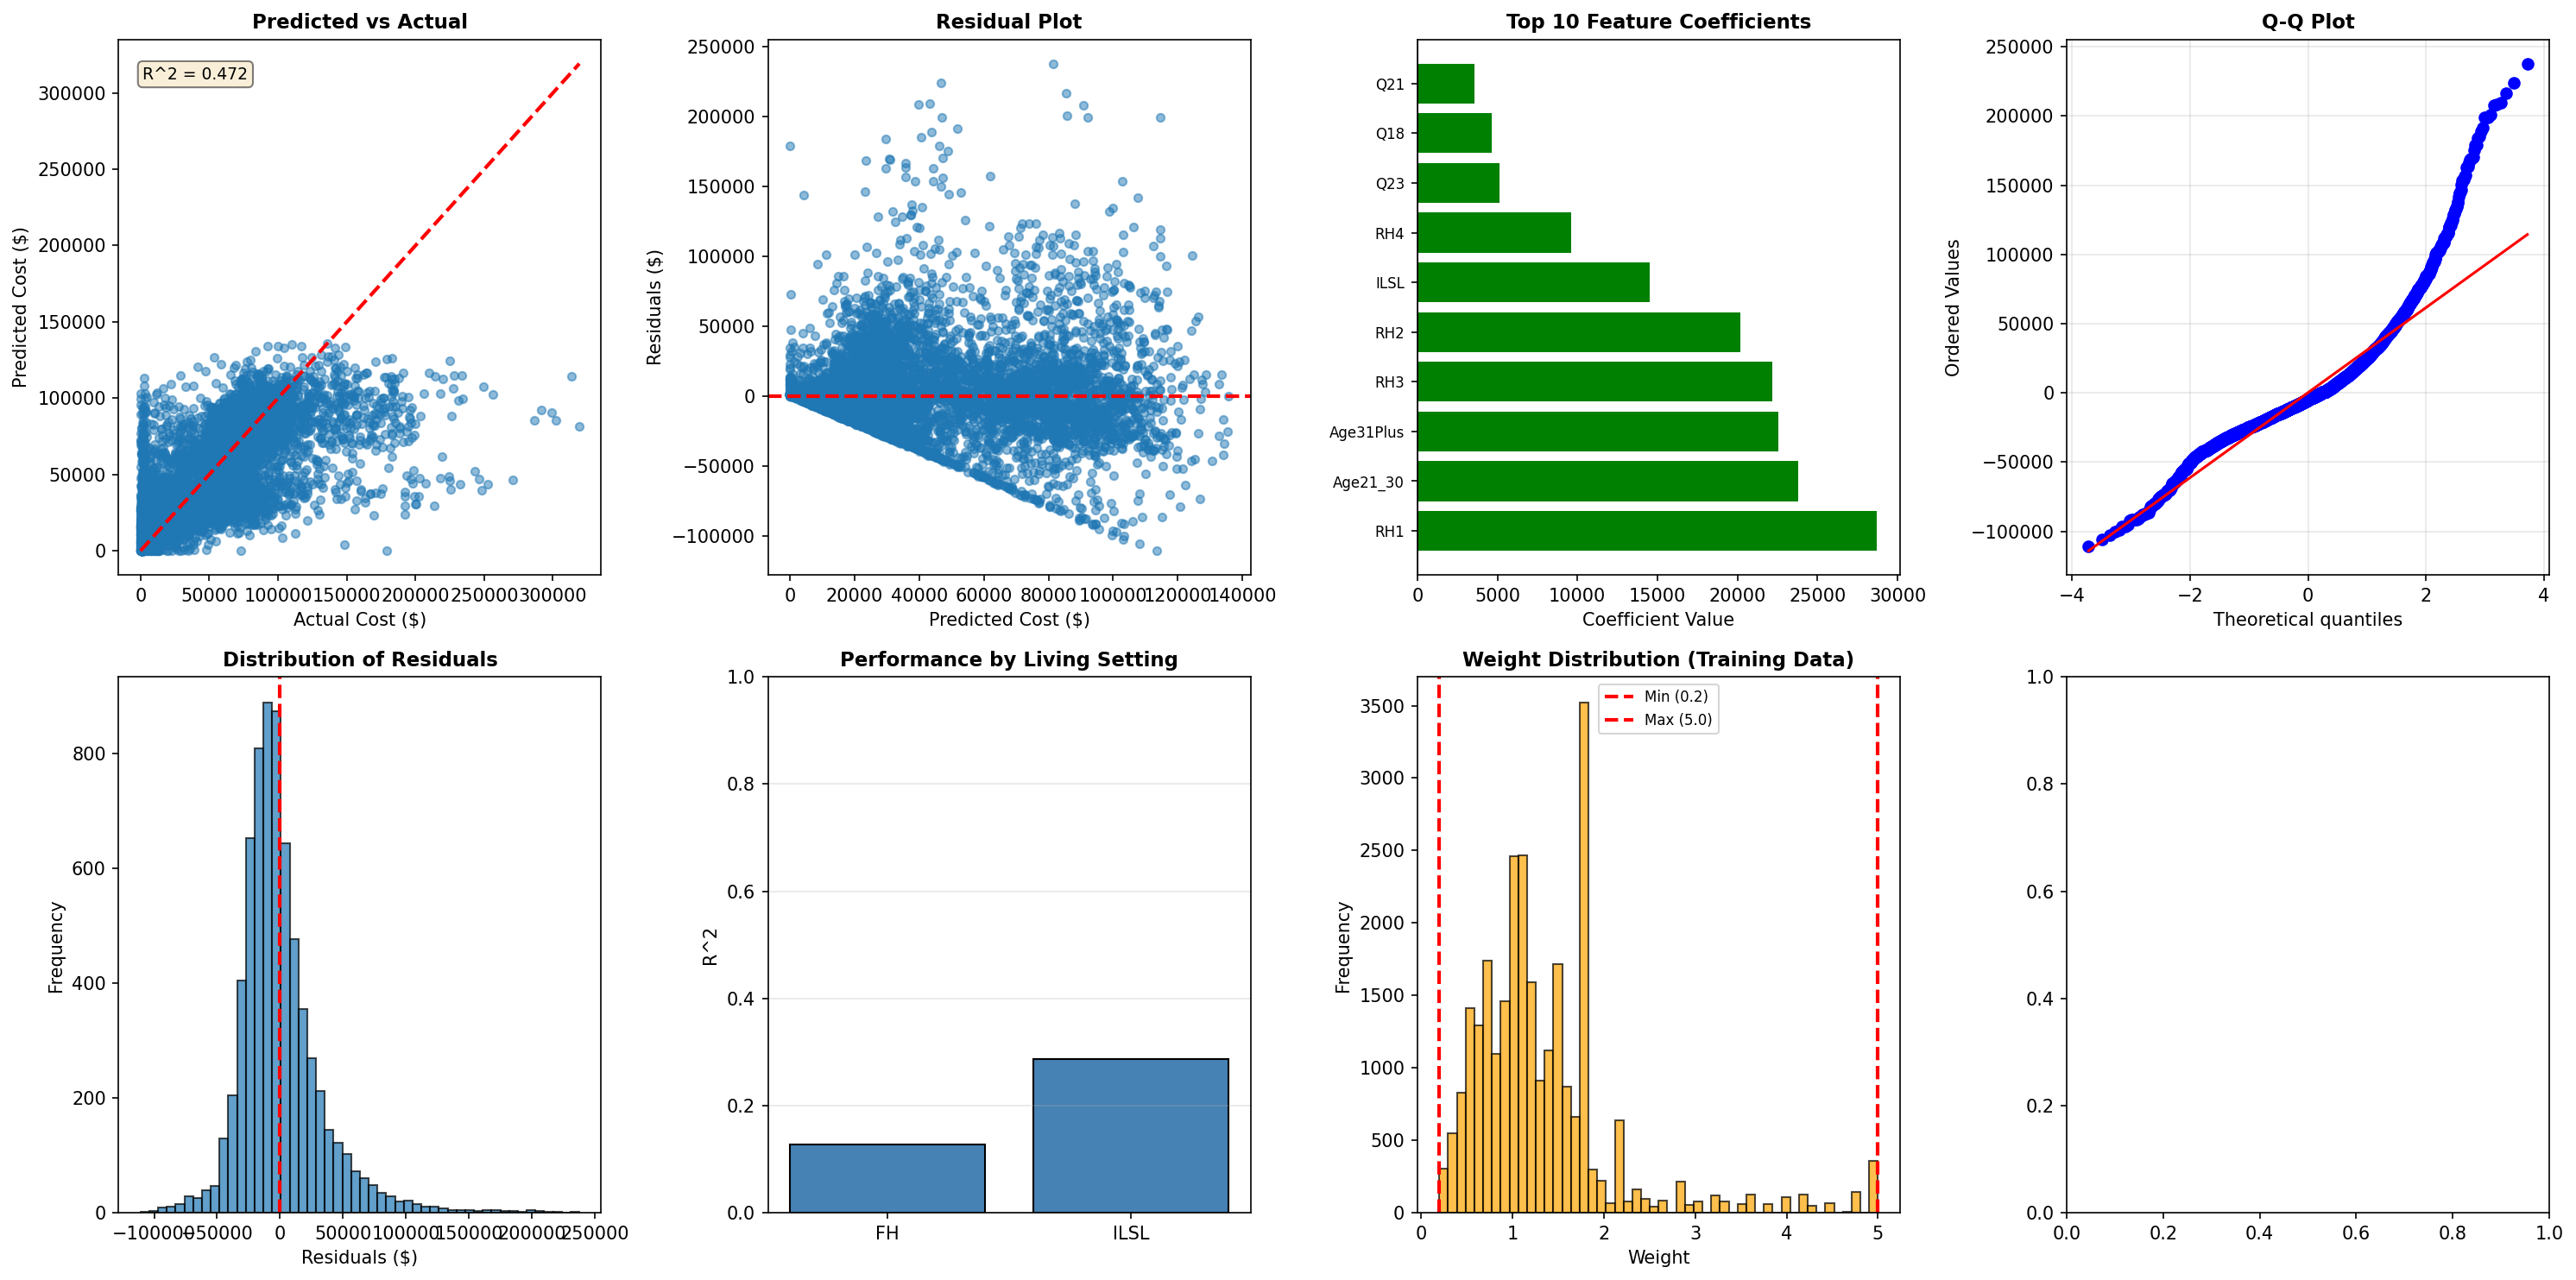 Predicted vs Actual
R^2 = 0.472
Predicted Cost ($)
300000
250000
200000
150000
100000
50000
0
0 50000 100000 150000 200000 250000 300000
Actual Cost ($)
Residual Plot
Residuals ($)
250000
200000
150000
100000
50000
0
−50000
−100000
0 20000 40000 60000 80000 100000 120000 140000
Predicted Cost ($)
Top 10 Feature Coefficients
Q21
Q18
Q23
RH4
ILSL
RH2
RH3
Age31Plus
Age21_30
RH1
0 5000 10000 15000 20000 25000 30000
Coefficient Value
Q-Q Plot
Ordered Values
250000
200000
150000
100000
50000
0
−50000
−100000
−4 −2 0 2 4
Theoretical quantiles
Distribution of Residuals
Frequency
800
600
400
200
0
−100000 −50000 0 50000 100000 150000 200000 250000
Residuals ($)
Performance by Living Setting
R^2
1.0
0.8
0.6
0.4
0.2
0.0
FH ILSL
Weight Distribution (Training Data)
Min (0.2)
Max (5.0)
Frequency
3500
3000
2500
2000
1500
1000
500
0
0 1 2 3 4 5
Weight
1.0
0.8
0.6
0.4
0.2
0.0
0.0 0.2 0.4 0.6 0.8 1.0